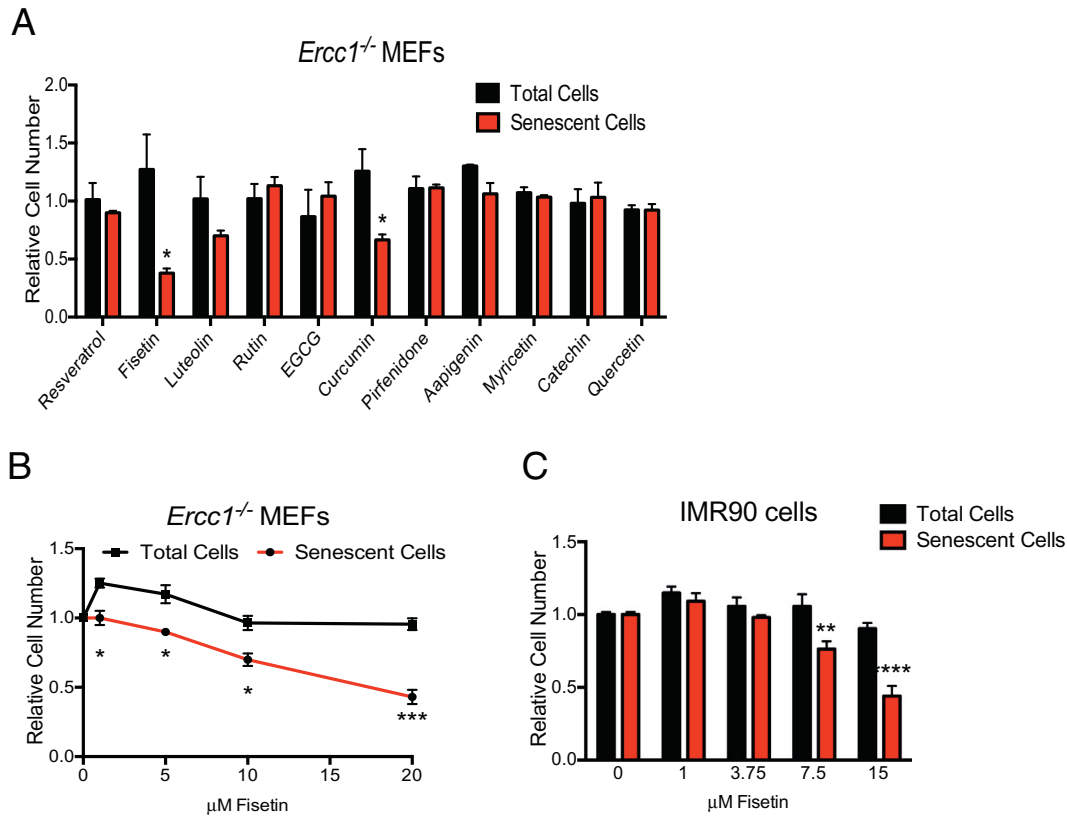 A
Ercc1-/- MEFs
Total Cells
Senescent Cells
Relative Cell Number
2.0
1.5
1.0
0.5
0.0
*
*
Resveratrol
Fisetin
Luteolin
Rutin
EGCG
Curcumin
Pirfenidone
Aapigenin
Myricetin
Catechin
Quercetin
B
Ercc1-/- MEFs
Total Cells
Senescent Cells
Relative Cell Number
1.5
1.0
0.5
0.0
*
*
*
***
0 5 10 15 20
μM Fisetin
C
IMR90 cells
Total Cells
Senescent Cells
Relative Cell Number
1.5
1.0
0.5
0.0
**
****
0 1 3.75 7.5 15
μM Fisetin